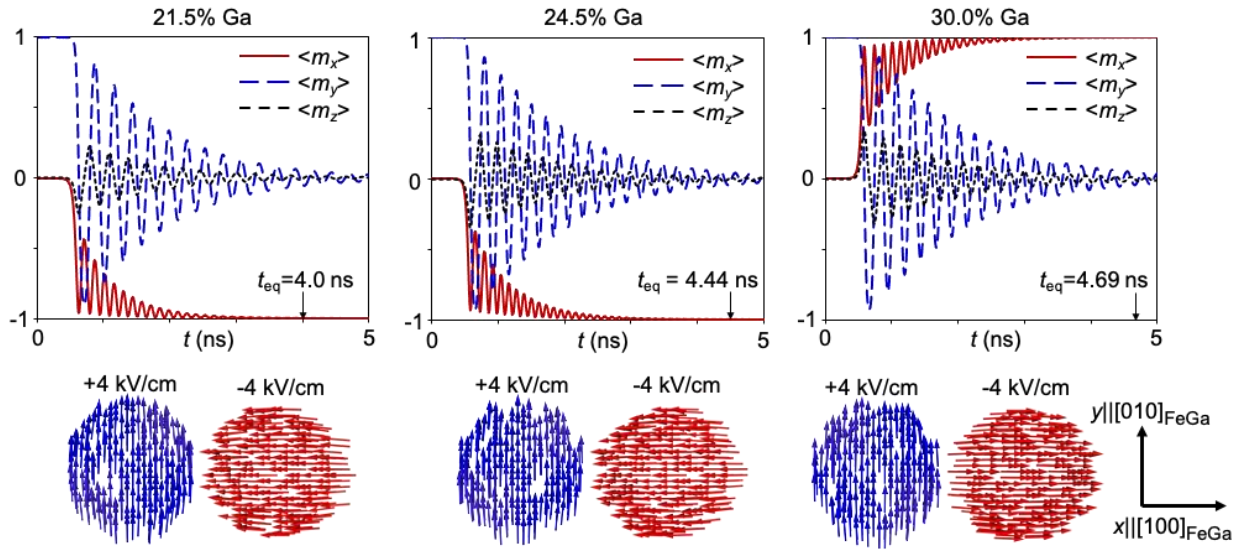 21.5% Ga
24.5% Ga
30.0% Ga
1
0
-1
<mx>
<my>
<mz>
teq=4.0 ns
0
5
t (ns)
1
0
-1
<mx>
<my>
<mz>
teq = 4.44 ns
0
5
t (ns)
1
0
-1
<mx>
<my>
<mz>
teq=4.69 ns
0
5
t (ns)
+4 kV/cm
-4 kV/cm
+4 kV/cm
-4 kV/cm
+4 kV/cm
-4 kV/cm
y||[010]FeGa
x||[100]FeGa